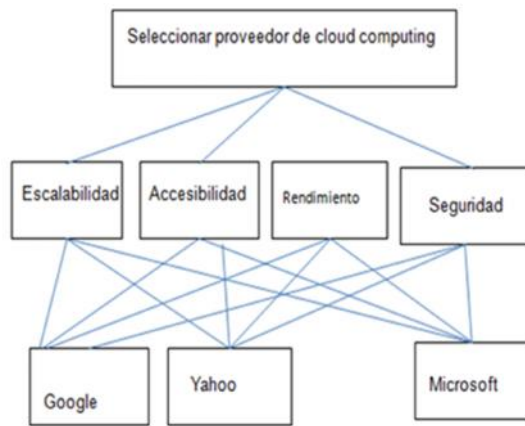 Seleccionar proveedor de cloud computing
Escalabilidad
Accesibilidad
Rendimiento
Seguridad
Google
Yahoo
Microsoft